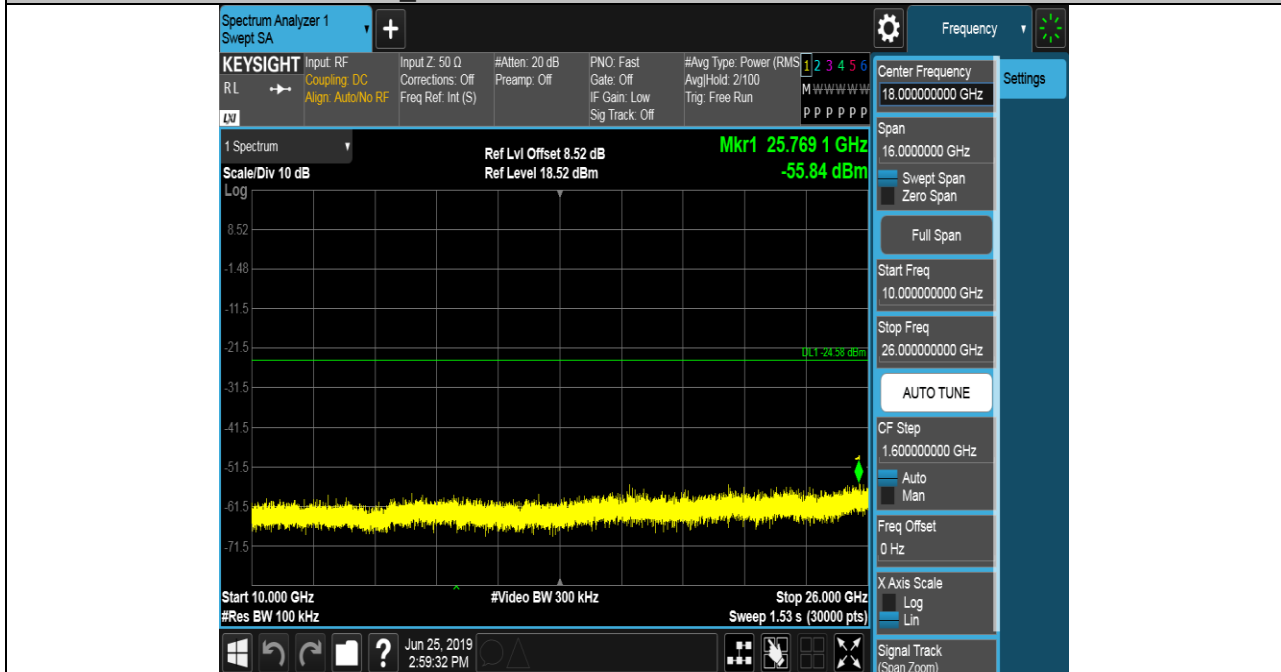 Spectrum Analyzer 1
Swept SA
+
Frequency
KEYSIGHT
RL
LXI
Input: RF
Coupling: DC
Align: Auto/No RF
Input Z: 50 Ω
Corrections: Off
Freq Ref: Int (S)
#Atten: 20 dB
Preamp: Off
PNO: Fast
Gate: Off
IF Gain: Low
Sig Track: Off
#Avg Type: Power (RMS
Avg|Hold: 2/100
Trig: Free Run
1 2 3 4 5 6
M W W W W W
P P P P P P
Center Frequency
18.000000000 GHz
Settings
Span
16.0000000 GHz
Swept Span
Zero Span
Full Span
Start Freq
10.000000000 GHz
Stop Freq
26.000000000 GHz
AUTO TUNE
CF Step
1.600000000 GHz
Auto
Man
Freq Offset
0 Hz
X Axis Scale
Log
Lin
Signal Track
(Span Zoom)
1 Spectrum
Scale/Div 10 dB
Ref Lvl Offset 8.52 dB
Ref Level 18.52 dBm
Mkr1 25.769 1 GHz
-55.84 dBm
Log
8.52
-1.48
-11.5
-21.5
-31.5
-41.5
-51.5
-61.5
-71.5
DL1 -24.58 dBm
1
Start 10.000 GHz
#Res BW 100 kHz
#Video BW 300 kHz
Stop 26.000 GHz
Sweep 1.53 s (30000 pts)
?
Jun 25, 2019
2:59:32 PM